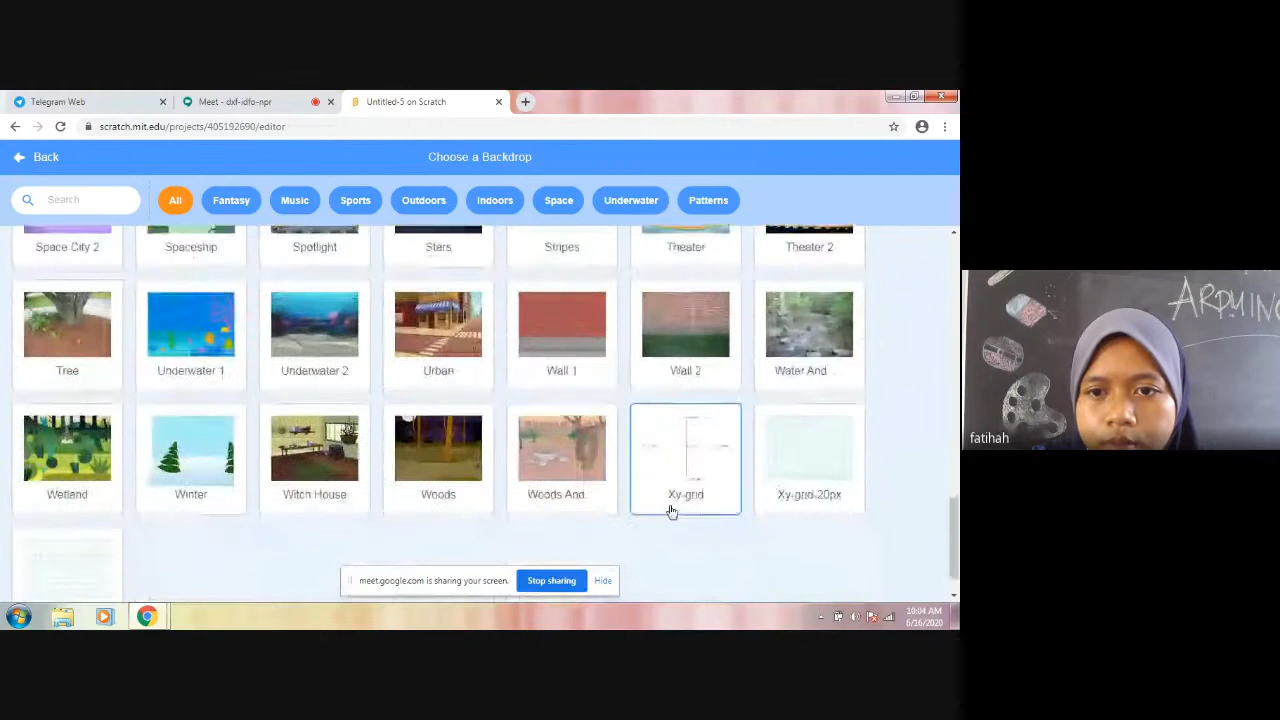 Telegram Web
Meet - dxf-idfo-npr
Untitled-5 on Scratch
scratch.mit.edu/projects/405192690/editor
Back
Choose a Backdrop
Search
All
Fantasy
Music
Sports
Outdoors
Indoors
Space
Underwater
Patterns
Space City 2
Spaceship
Spotlight
Stars
Stripes
Theater
Theater 2
Tree
Underwater 1
Underwater 2
Urban
Wall 1
Wall 2
Water And
Wetland
Winter
Witch House
Woods
Woods And
Xy-grid
Xy-grid-20px
meet.google.com is sharing your screen.
Stop sharing
Hide
10:04 AM
6/16/2020
fatihah